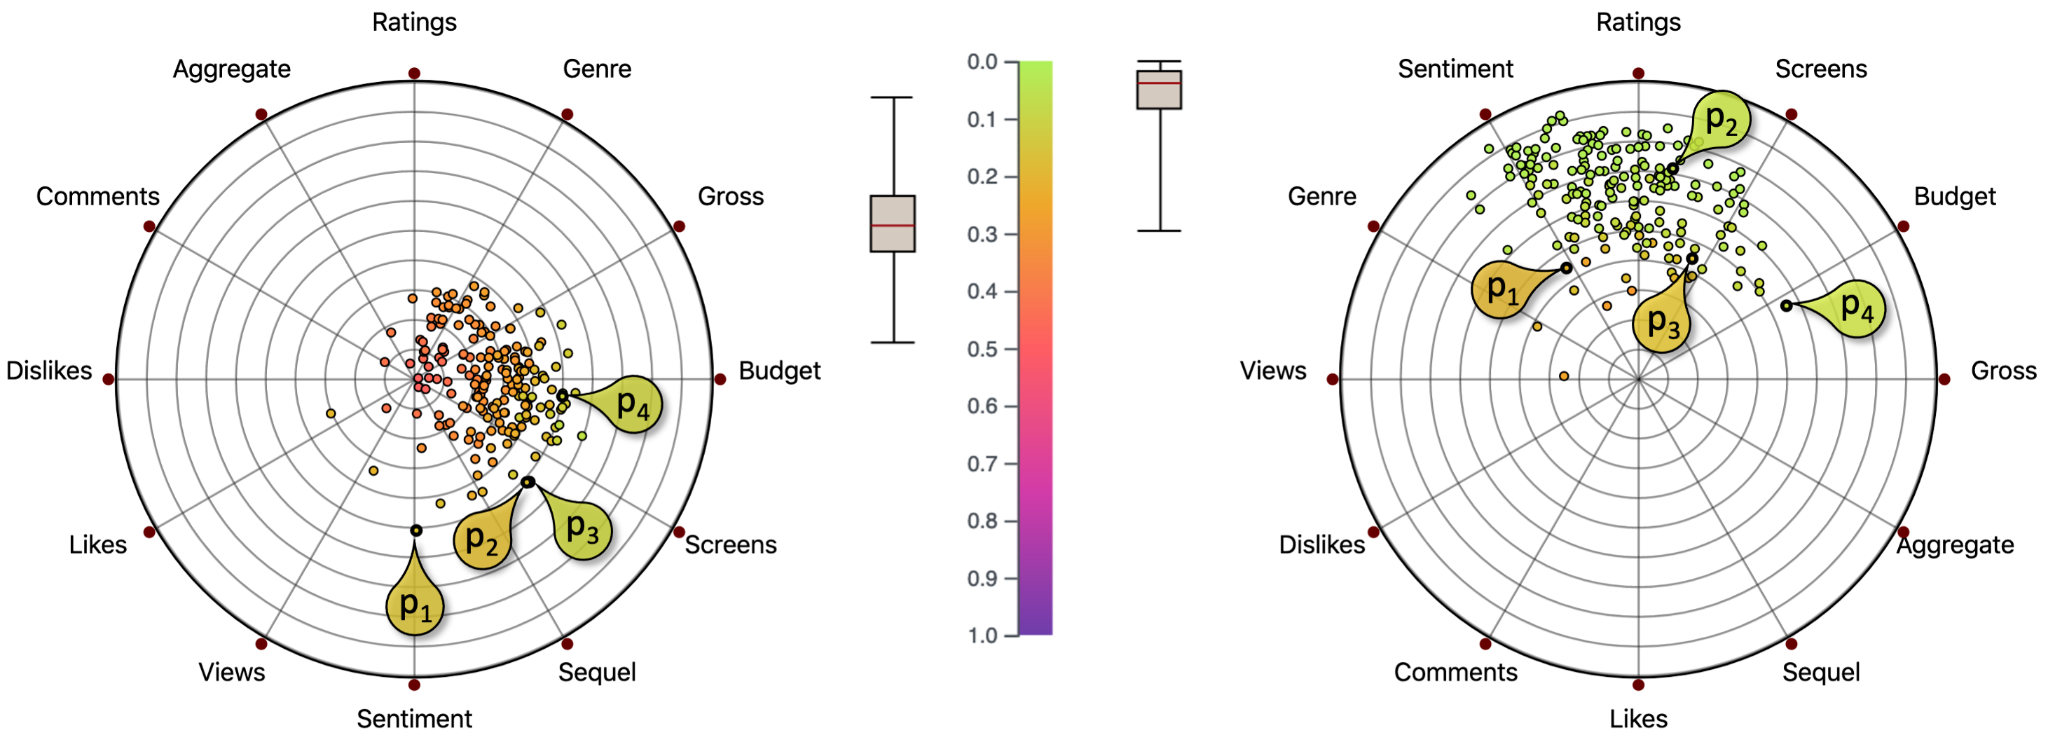 Ratings
Aggregate
Genre
Comments
Gross
Dislikes
Budget
Likes
Screens
Views
Sequel
Sentiment
p4
p3
p2
p1
0.0
0.1
0.2
0.3
0.4
0.5
0.6
0.7
0.8
0.9
1.0
Ratings
Sentiment
Screens
Genre
Budget
Views
Gross
Dislikes
Aggregate
Comments
Sequel
Likes
p2
p1
p3
p4